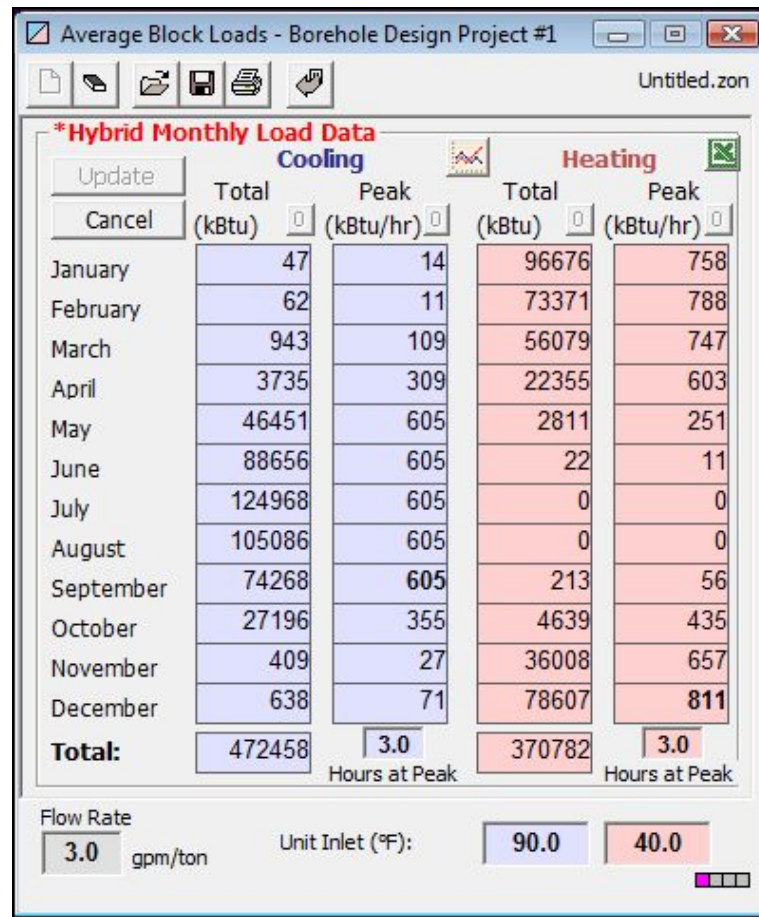 Average Block Loads - Borehole Design Project #1
Untitled.zon
*Hybrid Monthly Load Data
Cooling Heating
Update Total Peak Total Peak
Cancel (kBtu) 0 (kBtu/hr) 0 (kBtu) 0 (kBtu/hr) 0
January 47 14 96676 758
February 62 11 73371 788
March 943 109 56079 747
April 3735 309 22355 603
May 46451 605 2811 251
June 88656 605 22 11
July 124968 605 0 0
August 105086 605 0 0
September 74268 605 213 56
October 27196 355 4639 435
November 409 27 36008 657
December 638 71 78607 811
Total: 472458 3.0 370782 3.0
Hours at Peak Hours at Peak
Flow Rate
3.0 gpm/ton Unit Inlet (ºF): 90.0 40.0